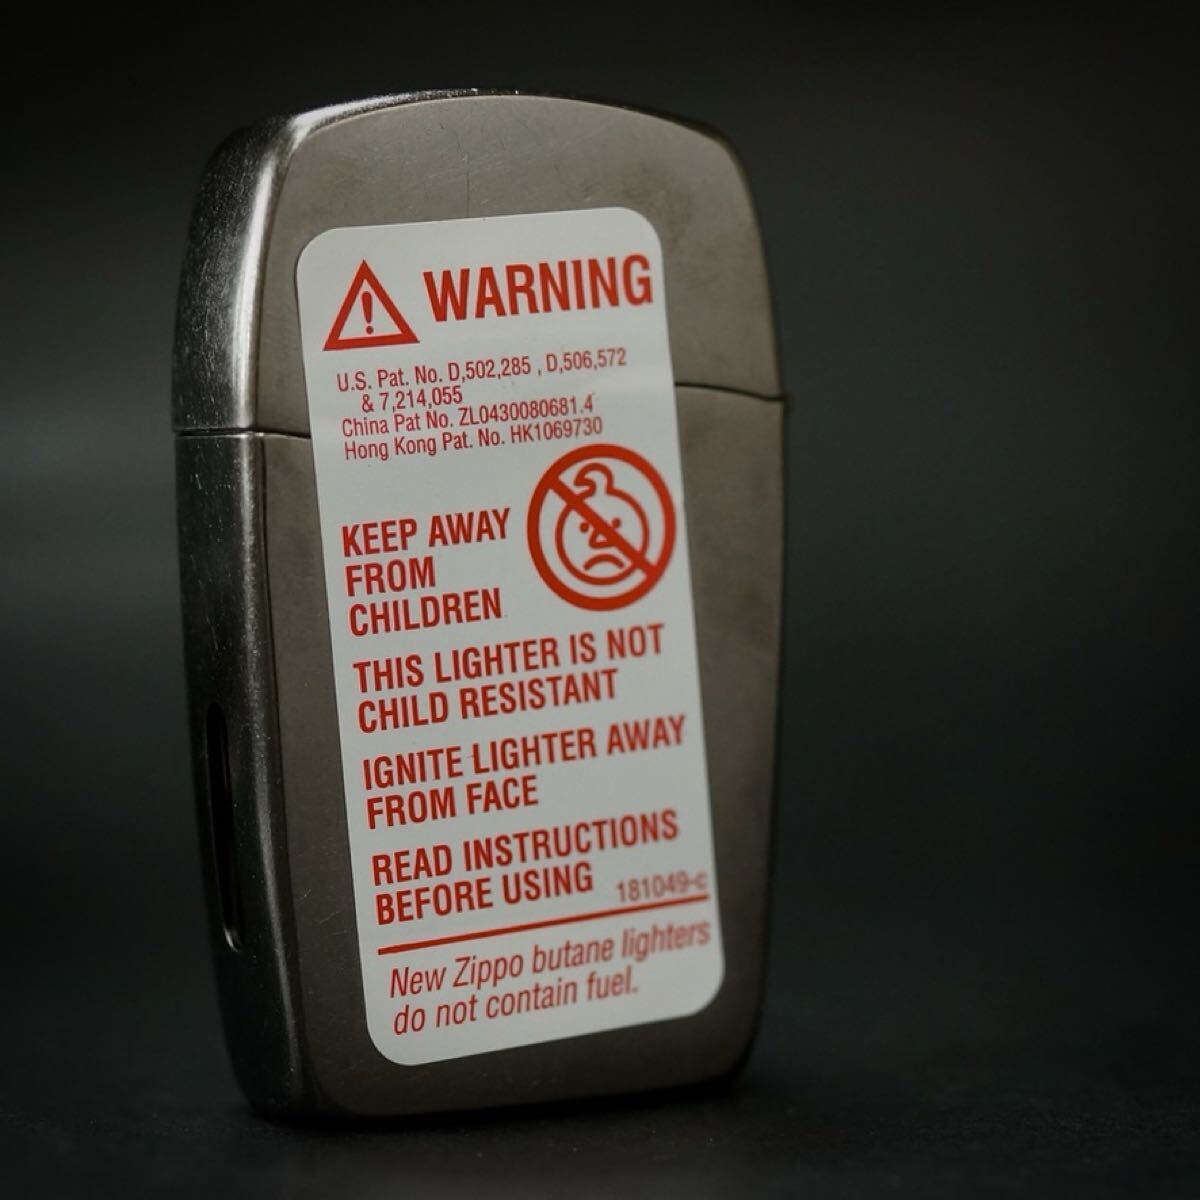 WARNING
U.S. Pat. No. D,502,285 , D,506,572
& 7,214,055
China Pat No. ZL0430080681.4
Hong Kong Pat. No. HK1069730
KEEP AWAY
FROM
CHILDREN
THIS LIGHTER IS NOT
CHILD RESISTANT
IGNITE LIGHTER AWAY
FROM FACE
READ INSTRUCTIONS
BEFORE USING 181049-c
New Zippo butane lighters
do not contain fuel.